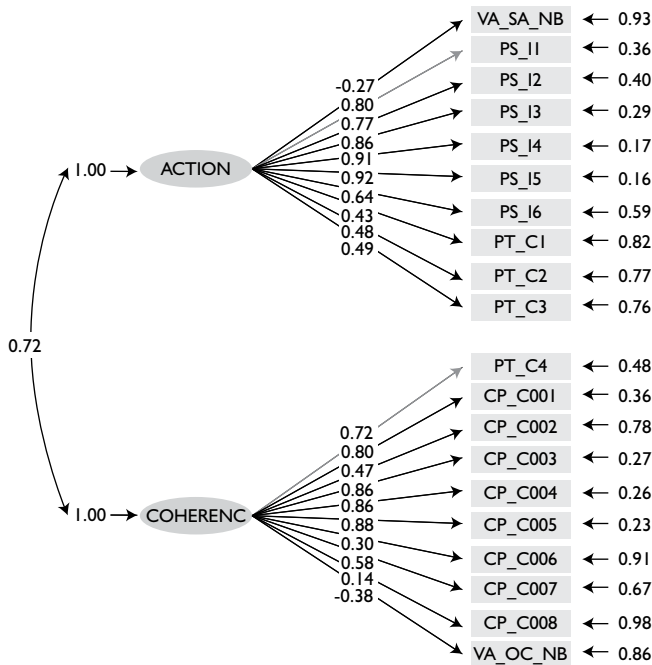 VA_SA_NB 0.93
PS_I1 0.36
PS_I2 0.40
PS_I3 0.29
PS_I4 0.17
PS_I5 0.16
PS_I6 0.59
PT_C1 0.82
PT_C2 0.77
PT_C3 0.76
-0.27
0.80
0.77
0.86
0.91
0.92
0.64
0.43
0.48
0.49
1.00 ACTION
0.72
PT_C4 0.48
CP_C001 0.36
CP_C002 0.78
CP_C003 0.27
CP_C004 0.26
CP_C005 0.23
CP_C006 0.91
CP_C007 0.67
CP_C008 0.98
VA_OC_NB 0.86
0.72
0.80
0.47
0.86
0.86
0.88
0.30
0.58
0.14
-0.38
1.00 COHERENC